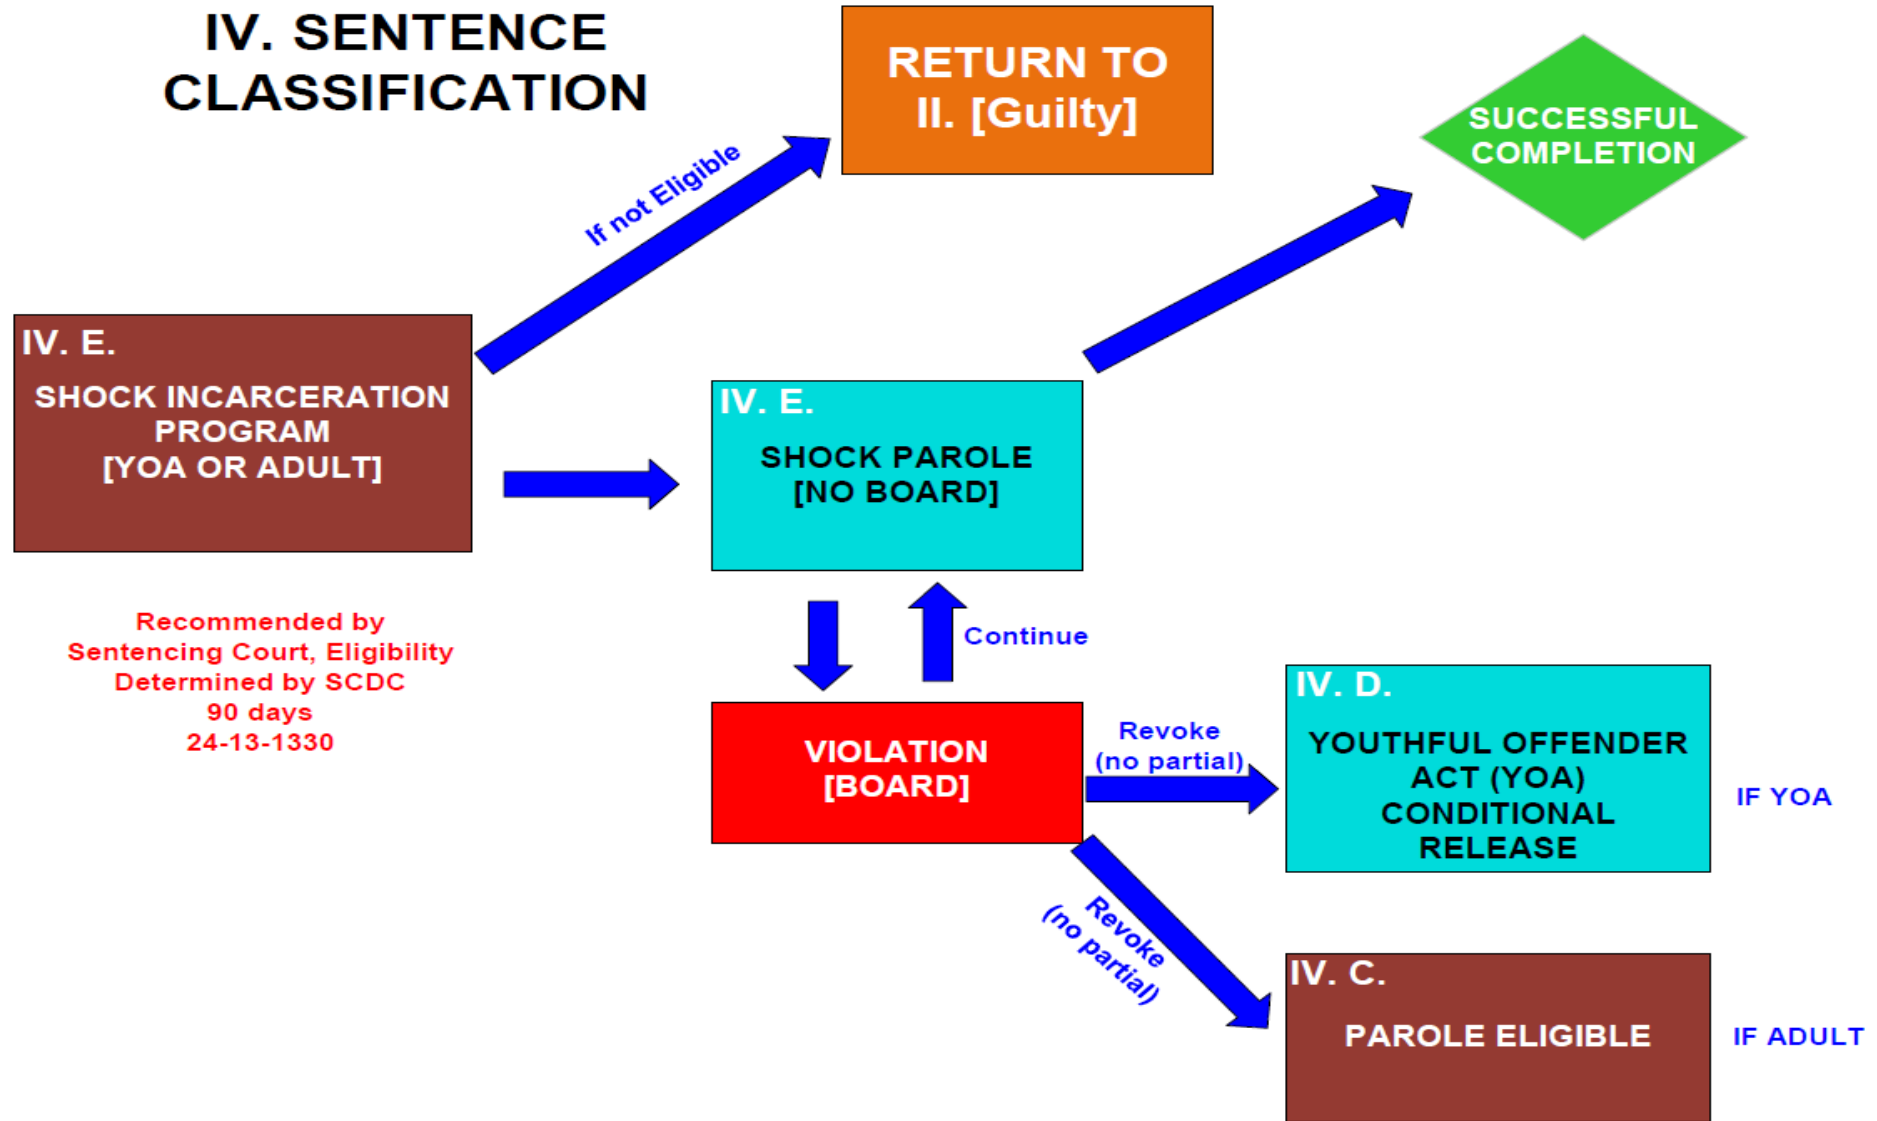 IV. SENTENCE
CLASSIFICATION
RETURN TO
II. [Guilty]
SUCCESSFUL
COMPLETION
If not Eligible
IV. E.
SHOCK INCARCERATION
PROGRAM
[YOA OR ADULT]
IV. E.
SHOCK PAROLE
[NO BOARD]
Recommended by
Sentencing Court, Eligibility
Determined by SCDC
90 days
24-13-1330
Continue
VIOLATION
[BOARD]
Revoke
(no partial)
IV. D.
YOUTHFUL OFFENDER
ACT (YOA)
CONDITIONAL
RELEASE
IF YOA
Revoke
(no partial)
IV. C.
PAROLE ELIGIBLE
IF ADULT